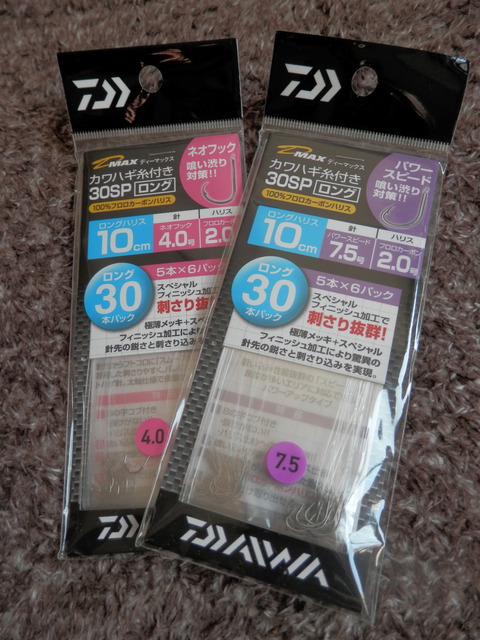 D-MAX ディーマックス
カワハギ糸付き
30SP ロング
100%フロロカーボンハリス
ネオフック
喰い渋り
対策!!
ロングハリス
10cm
針
ネオフック
4.0号
ハリス
フロロカ
2.0
5本×6パック
ロング
30
本パック
スペシャル
フィニッシュ加工で
刺さり抜群!
極薄メッキ+スペシャル
フィニッシュ加工により
針先の鋭さと刺さり込み
4.0
D-MAX ディーマックス
カワハギ糸付き
30SP ロング
100%フロロカーボンハリス
パワー
スピード
喰い渋り
対策!!
ロングハリス
10cm
針
パワースピード
7.5号
ハリス
フロロカーボン
2.0号
5本×6パック
ロング
30
本パック
スペシャル
フィニッシュ加工で
刺さり抜群!
極薄メッキ+スペシャル
フィニッシュ加工により驚異の
針先の鋭さと刺さり込みを実現。
7.5
DAIWA